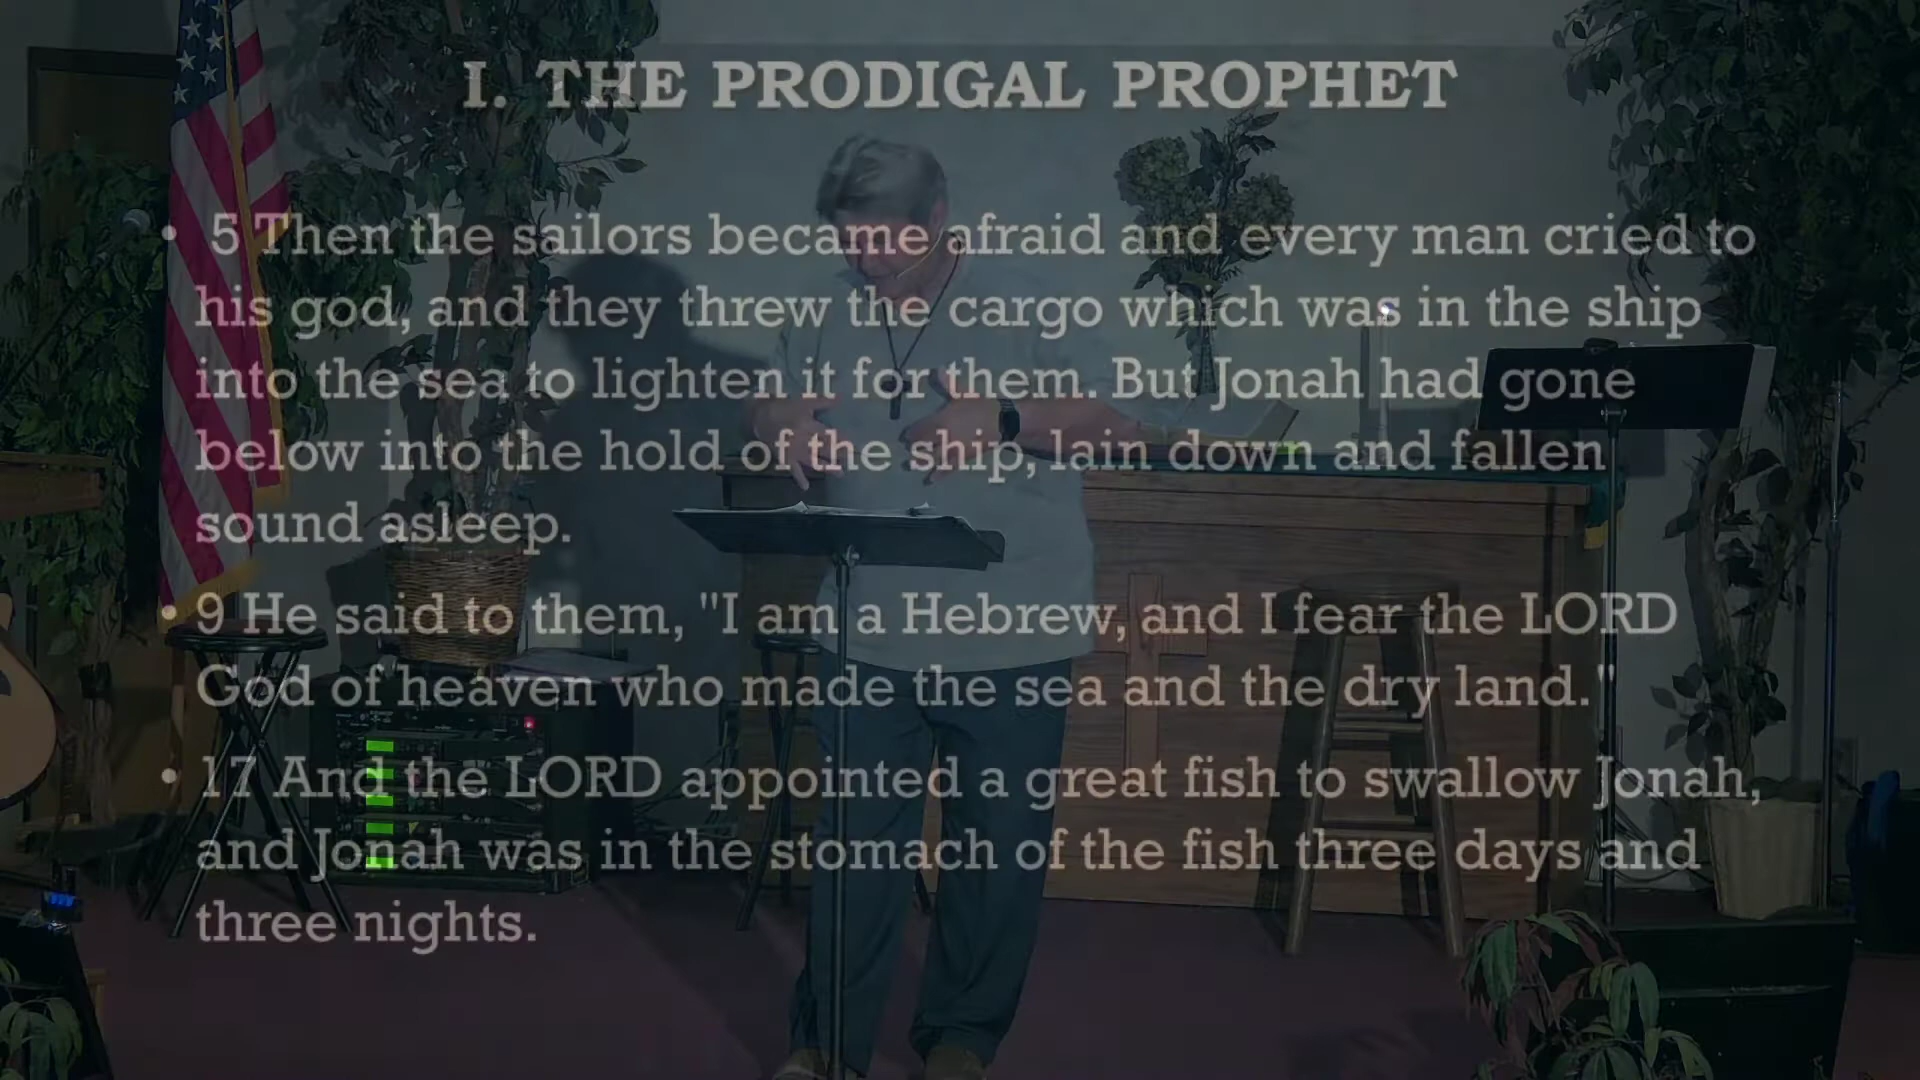 I. THE PRODIGAL PROPHET
• 5 Then the sailors became afraid and every man cried to
his god, and they threw the cargo which was in the ship
into the sea to lighten it for them. But Jonah had gone
below into the hold of the ship, lain down and fallen
sound asleep.
• 9 He said to them, "I am a Hebrew, and I fear the LORD
God of heaven who made the sea and the dry land."
• 17 And the LORD appointed a great fish to swallow Jonah,
and Jonah was in the stomach of the fish three days and
three nights.